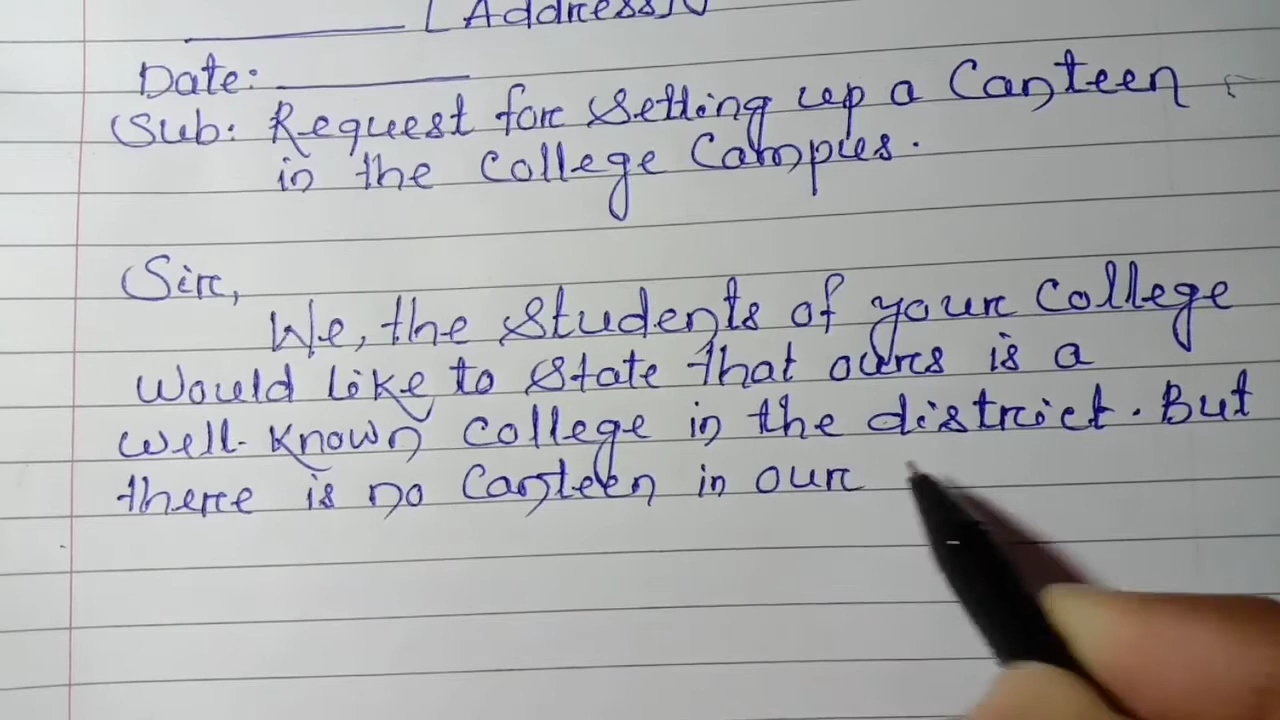 [Address]
Date:
Sub: Request for setting up a Canteen
in the College Campus.
Sir,
We, the students of your College
would like to state that ours is a
well-known college in the district. But
there is no Canteen in our